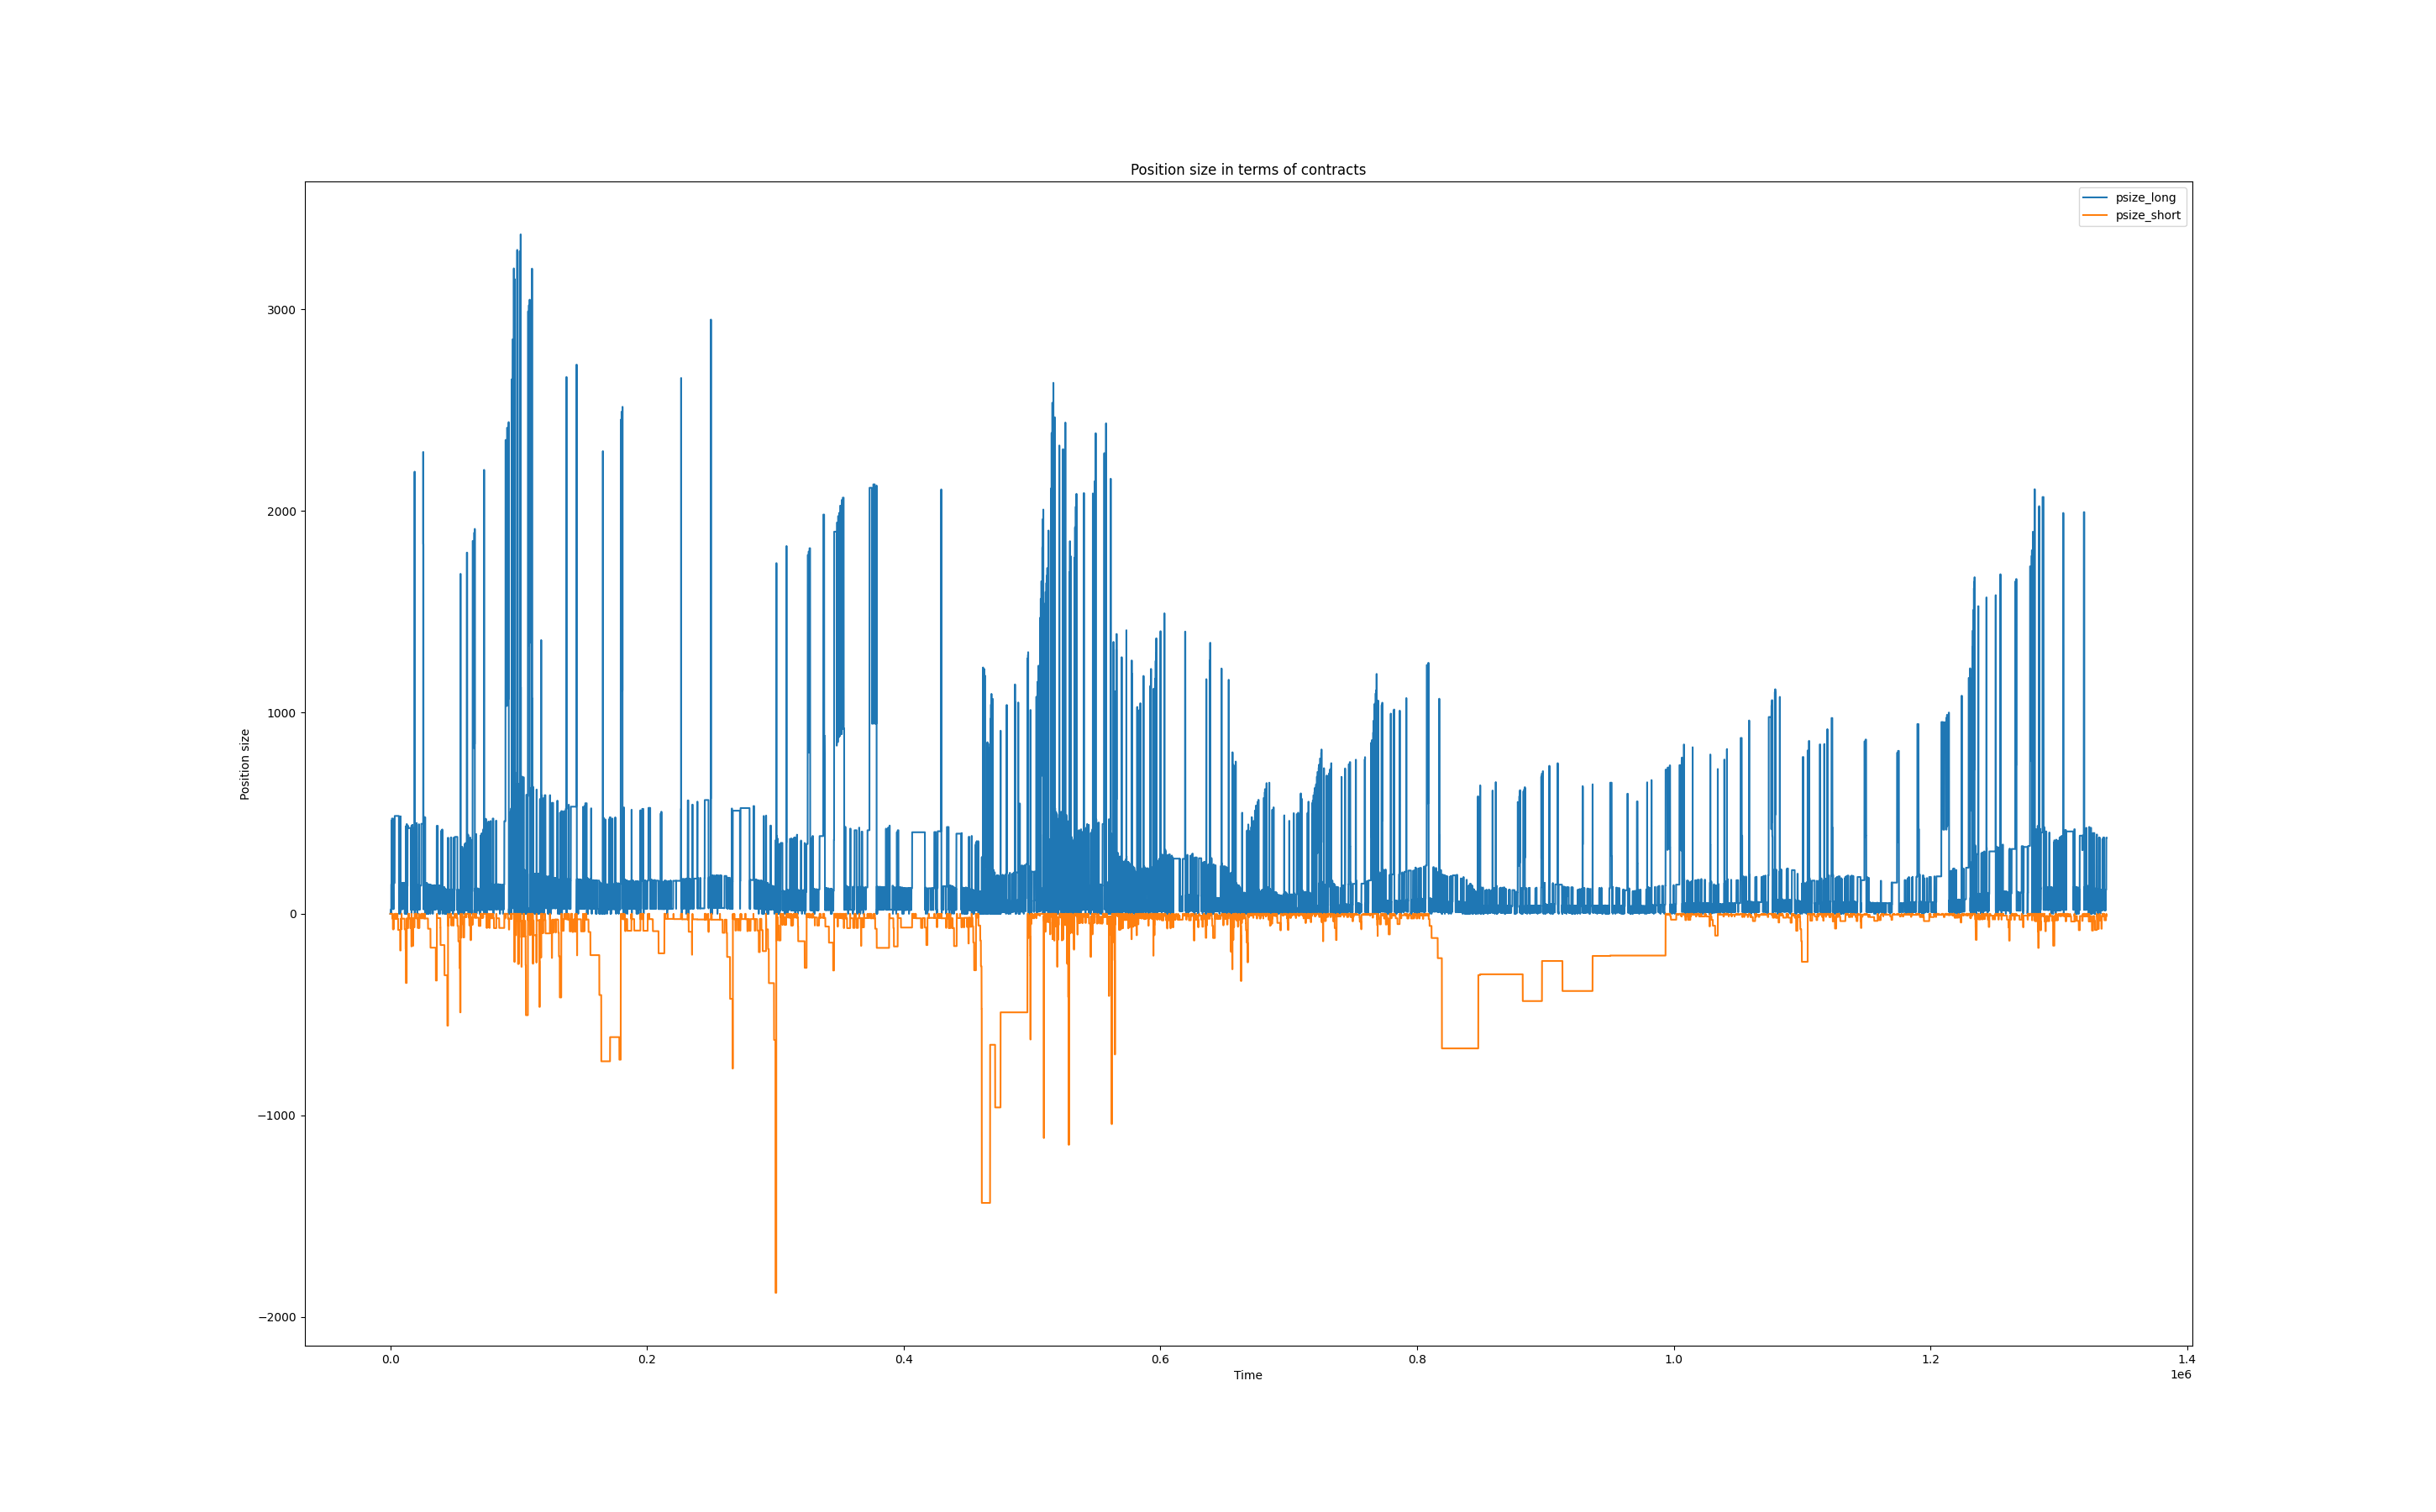 Position size in terms of contracts
psize_long
psize_short
Position size
3000
2000
1000
0
−1000
−2000
0.0
0.2
0.4
0.6
0.8
1.0
1.2
1.4
Time
1e6